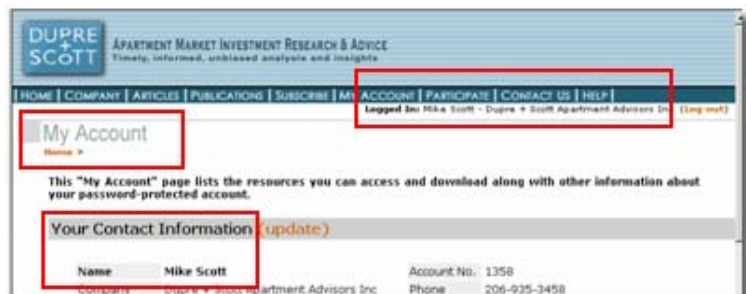 DUPRE
+
SCOTT
APARTMENT MARKET INVESTMENT RESEARCH & ADVICE
Timely, informed, unbiased analysis and insights
| HOME | COMPANY | ARTICLES | PUBLICATIONS | SUBSCRIBE | MY ACCOUNT | PARTICIPATE | CONTACT US | HELP |
Logged In: Mike Scott - Dupre + Scott Apartment Advisors Inc (Log-out)
My Account
Home >
This "My Account" page lists the resources you can access and download along with other information about
your password-protected account.
Your Contact Information (update)
Name Mike Scott Account No. 1358
Company Dupre + Scott Apartment Advisors Inc Phone 206-935-3458